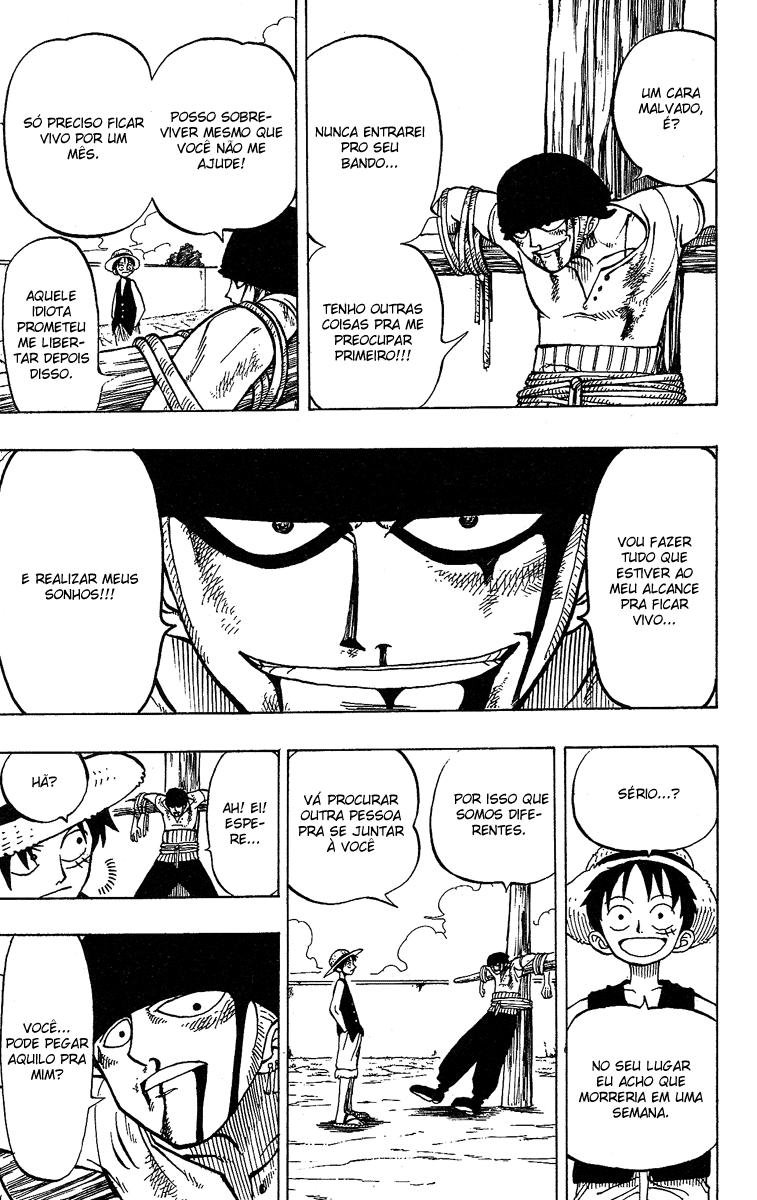 UM CARA
MALVADO,
É?
NUNCA ENTRAREI
PRO SEU
BANDO...
TENHO OUTRAS
COISAS PRA ME
PREOCUPAR
PRIMEIRO!!!
POSSO SOBRE-
VIVER MESMO QUE
VOCÊ NÃO ME
AJUDE!
SÓ PRECISO FICAR
VIVO POR UM
MÊS.
AQUELE
IDIOTA
PROMETEU
ME LIBER-
TAR DEPOIS
DISSO.
VOU FAZER
TUDO QUE
ESTIVER AO
MEU ALCANCE
PRA FICAR
VIVO...
E REALIZAR MEUS
SONHOS!!!
SÉRIO...?
NO SEU LUGAR
EU ACHO QUE
MORRERIA EM UMA
SEMANA.
POR ISSO QUE
SOMOS DIFE-
RENTES.
VÁ PROCURAR
OUTRA PESSOA
PRA SE JUNTAR
À VOCÊ
AH! EI!
ESPE-
RE...
HÃ?
VOCÊ...
PODE PEGAR
AQUILO PRA
MIM?